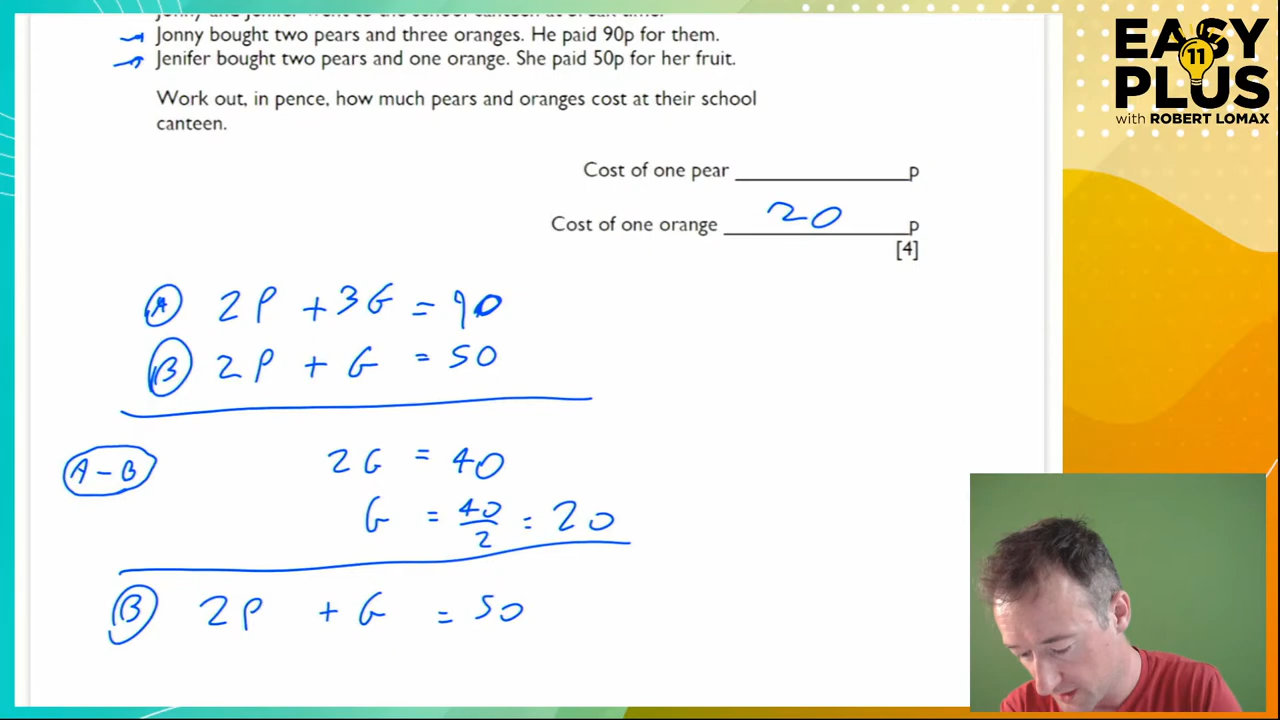 Jonny bought two pears and three oranges. He paid 90p for them.
Jenifer bought two pears and one orange. She paid 50p for her fruit.
Work out, in pence, how much pears and oranges cost at their school
canteen.
Cost of one pear ____________p
Cost of one orange 20 p
[4]
A 2P + 3G = 90
B 2P + G = 50
A - B 2G = 40
G = 40/2 = 20
B 2P + G = 50
EASY
11
PLUS
with ROBERT LOMAX